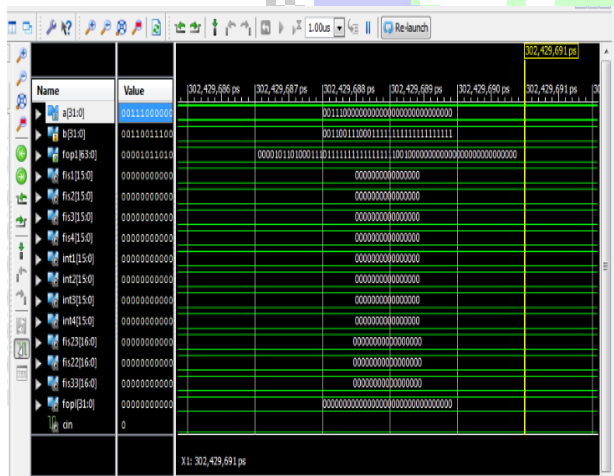 1.00us Re-launch
302,429,691 ps
Name Value 302,429,686 ps 302,429,687 ps 302,429,688 ps 302,429,689 ps 302,429,690 ps 302,429,691 ps
a[31:0] 00111000000
b[31:0] 00110011100
fop1[63:0] 00001011010
fis1[15:0] 00000000000 0000000000000000
fis2[15:0] 00000000000 0000000000000000
fis3[15:0] 00000000000 0000000000000000
fis4[15:0] 00000000000 0000000000000000
int1[15:0] 00000000000 0000000000000000
int2[15:0] 00000000000 0000000000000000
int3[15:0] 00000000000 0000000000000000
int4[15:0] 00000000000 0000000000000000
fis23[16:0] 00000000000 00000000000000000
fis22[16:0] 00000000000 00000000000000000
fis33[16:0] 00000000000 00000000000000000
fopl[31:0] 00000000000 00000000000000000000000000000000
cin 0
X1: 302,429,691 ps